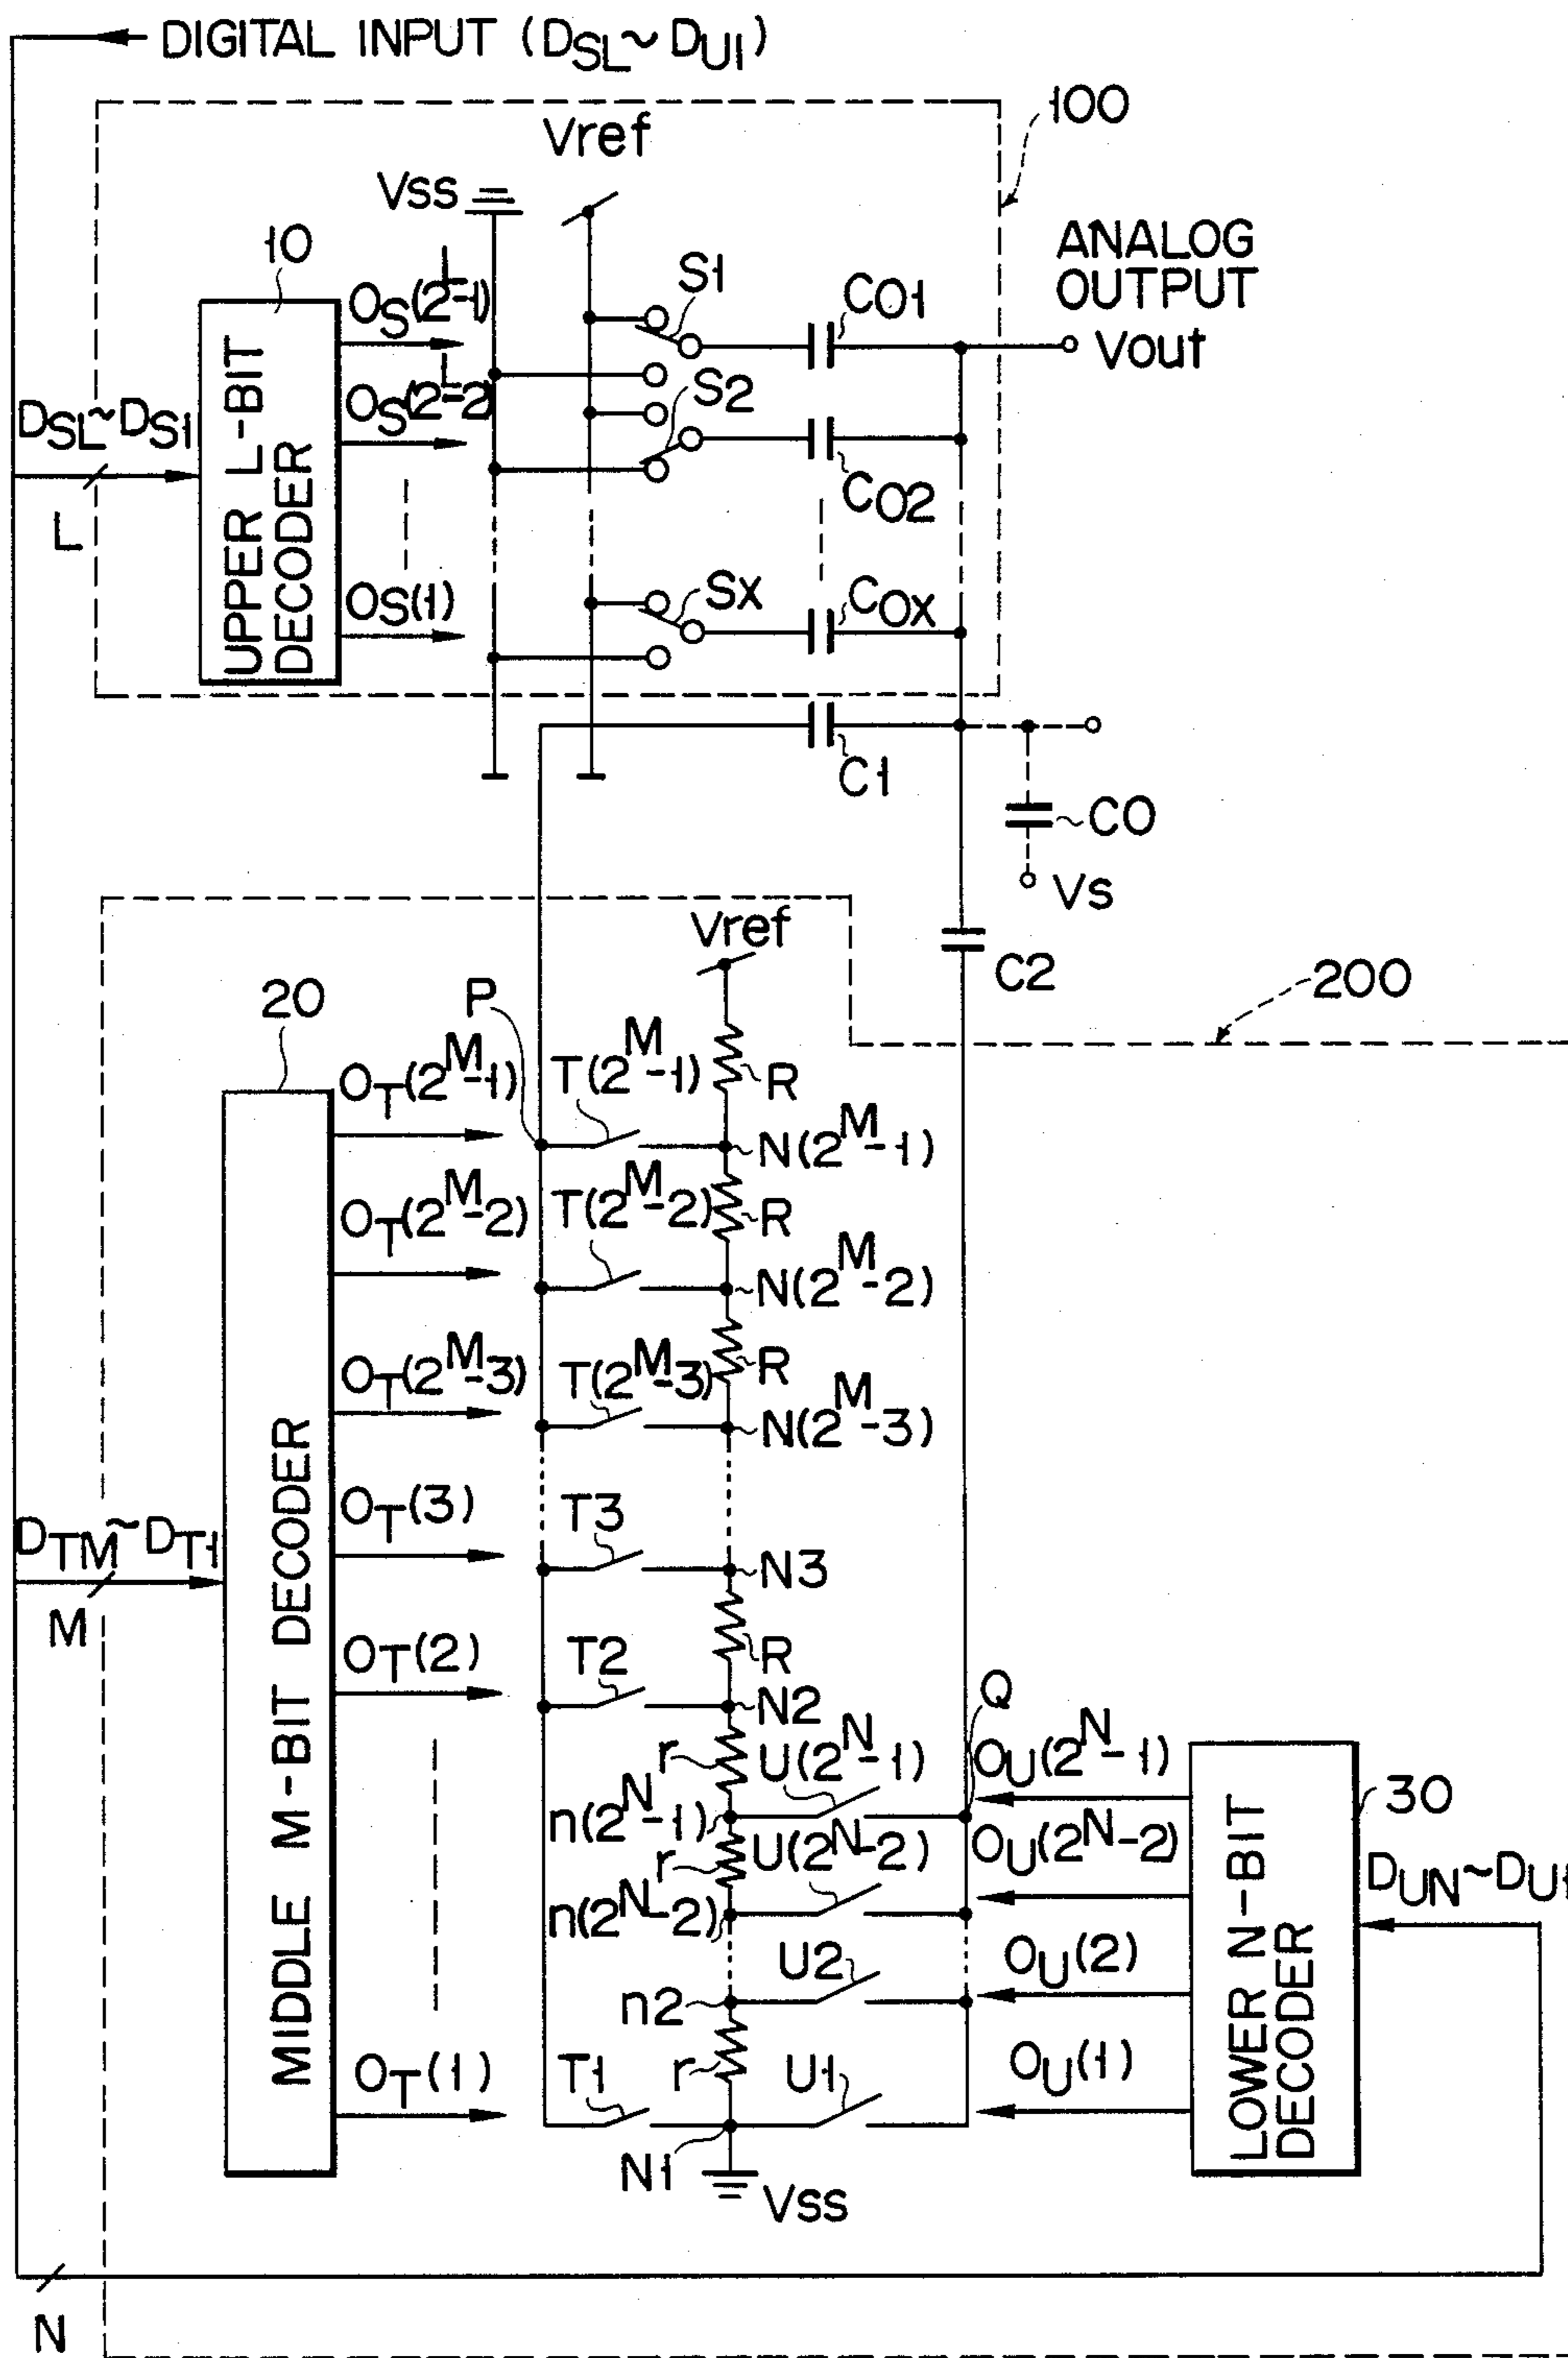 DIGITAL INPUT (DSL~DU1)
100
Vref
Vss
10
ANALOG
OUTPUT
OS(2L-1)
S1
C01
Vout
UPPER L-BIT
DECODER
DSL~DS1
L
OS(2L-2)
S2
C02
OS(1)
SX
C0X
C1
C0
Vs
Vref
C2
200
20
P
MIDDLE M-BIT DECODER
OT(2M-1)
T(2M-1)
R
N(2M-1)
OT(2M-2)
T(2M-2)
R
N(2M-2)
OT(2M-3)
T(2M-3)
R
N(2M-3)
OT(3)
T3
N3
DTM~DT1
M
R
OT(2)
T2
N2
Q
r
U(2N-1)
OU(2N-1)
30
n(2N-1)
r
U(2N-2)
OU(2N-2)
LOWER N-BIT
DECODER
DUN~DU1
n(2N-2)
U2
OU(2)
n2
r
OT(1)
T1
U1
OU(1)
N1
Vss
N